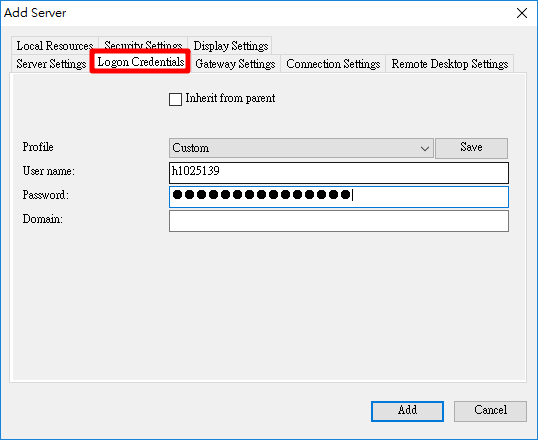 Add Server
Local Resources Security Settings Display Settings
Server Settings Logon Credentials Gateway Settings Connection Settings Remote Desktop Settings
Inherit from parent
Profile Custom Save
User name: h1025139
Password: ●●●●●●●●●●●●●●●
Domain:
Add Cancel